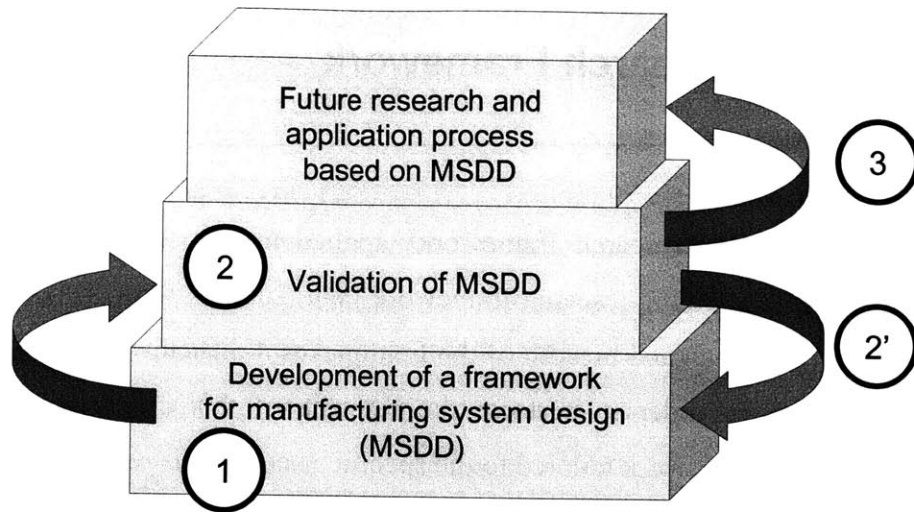 Future research and
application process
based on MSDD
3
2
Validation of MSDD
2’
Development of a framework
for manufacturing system design
(MSDD)
1